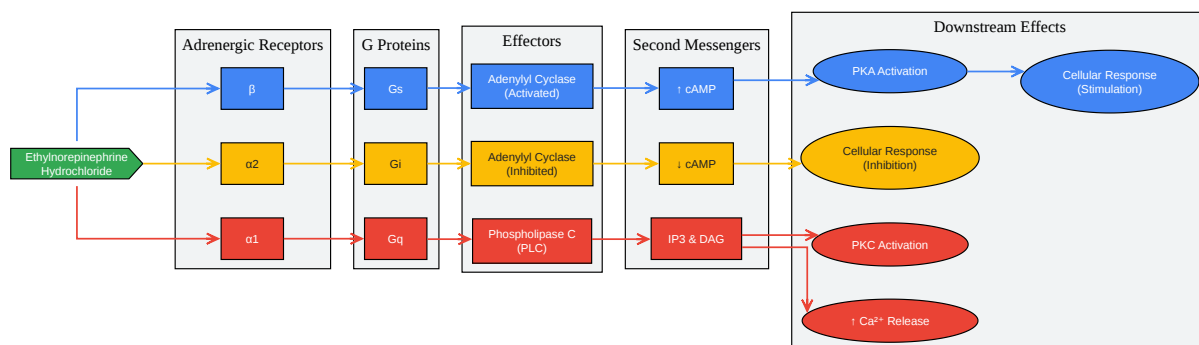 Adrenergic Receptors
G Proteins
Effectors
Second Messengers
Downstream Effects
β
Gs
Adenylyl Cyclase
(Activated)
↑ cAMP
PKA Activation
Cellular Response
(Stimulation)
Ethylnorepinephrine
Hydrochloride
α2
Gi
Adenylyl Cyclase
(Inhibited)
↓ cAMP
Cellular Response
(Inhibition)
α1
Gq
Phospholipase C
(PLC)
IP3 & DAG
PKC Activation
↑ Ca²⁺ Release